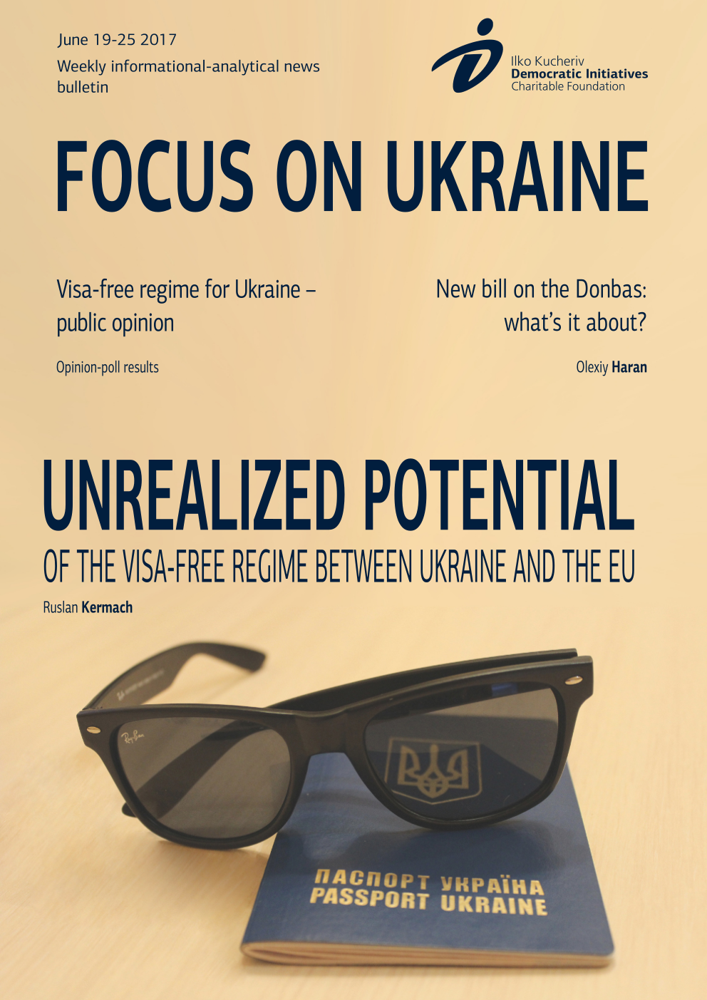 June 19-25 2017
Weekly informational-analytical news
bulletin
Ilko Kucheriv
Democratic Initiatives
Charitable Foundation
FOCUS ON UKRAINE
Visa-free regime for Ukraine –
public opinion
Opinion-poll results
New bill on the Donbas:
what's it about?
Olexiy Haran
UNREALIZED POTENTIAL
OF THE VISA-FREE REGIME BETWEEN UKRAINE AND THE EU
Ruslan Kermach
Ray-Ban
ПАСПОРТ УКРАЇНА
PASSPORT UKRAINE